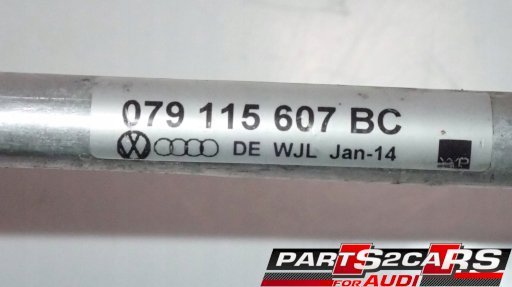 079 115 607 BC
DE WJL Jan-14
PARTS2CARS
FOR AUDI